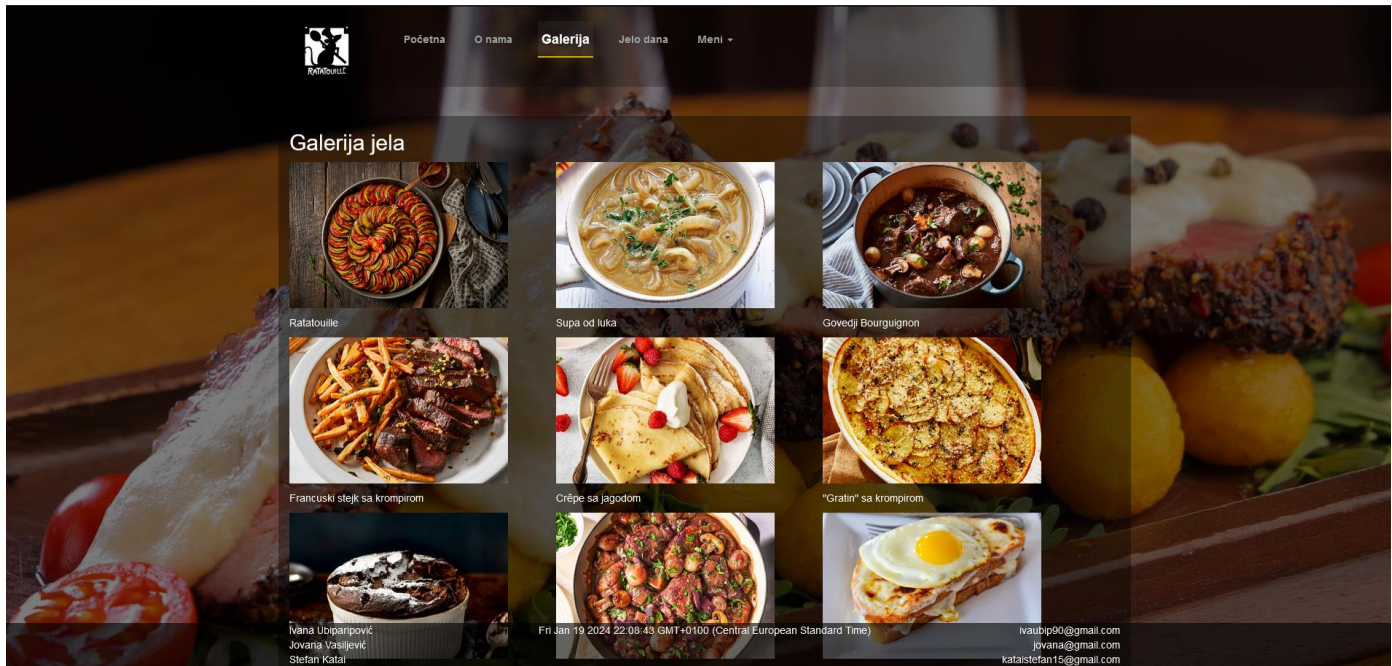 RATATOUILLE
Početna O nama Galerija Jelo dana Meni
Galerija jela
Ratatouille Supa od luka Govedji Bourguignon
Francuski stejk sa krompirom Crêpe sa jagodom "Gratin" sa krompirom
Ivana Ubiparipović Fri Jan 19 2024 22:08:43 GMT+0100 (Central European Standard Time) ivaubip90@gmail.com
Jovana Vasiljević jovana@gmail.com
Stefan Katai kataistefan15@gmail.com